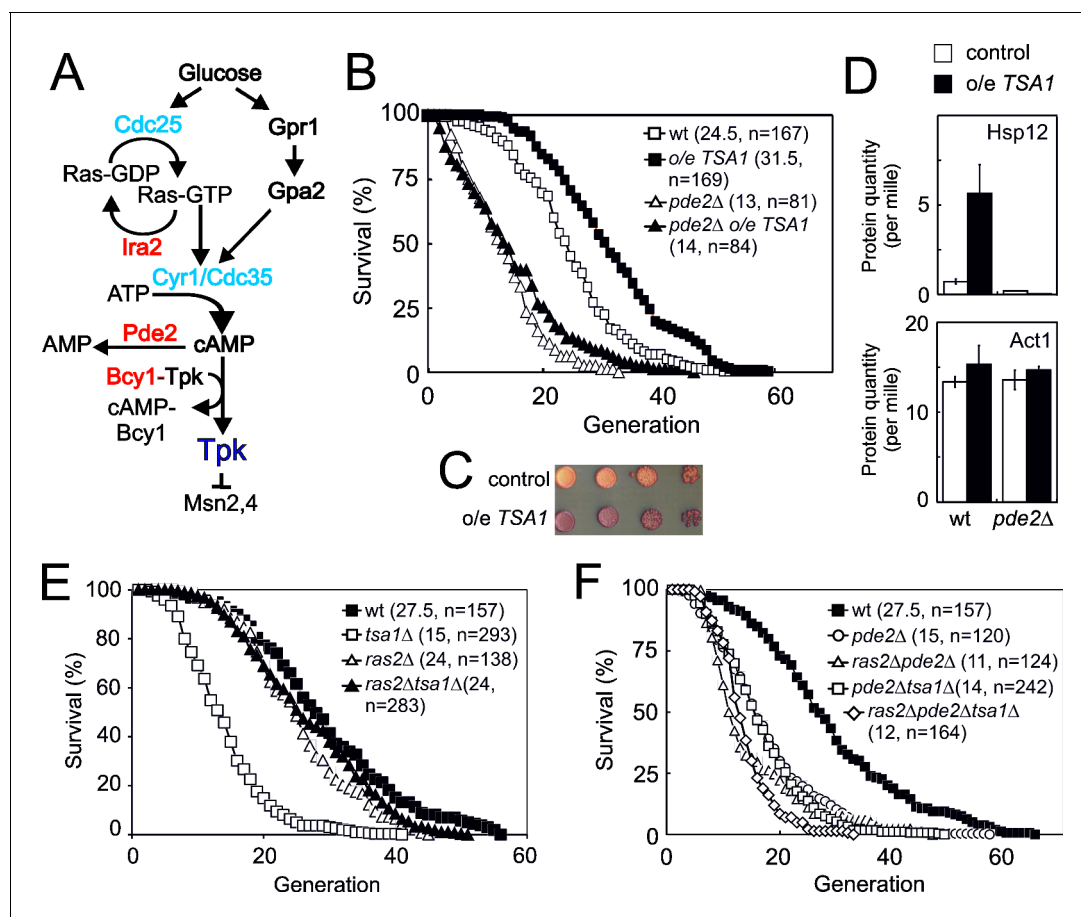 A
Glucose
Cdc25
Gpr1
Ras-GDP
Ras-GTP
Gpa2
Ira2
Cyr1/Cdc35
ATP
Pde2
AMP
cAMP
Bcy1-Tpk
cAMP-
Bcy1
Tpk
Msn2,4
B
Survival (%)
100
75
50
25
0
0 20 40 60
Generation
wt (24.5, n=167)
o/e TSA1 (31.5,
n=169)
pde2Δ (13, n=81)
pde2Δ o/e TSA1
(14, n=84)
C
control
o/e TSA1
D
control
o/e TSA1
Hsp12
Protein quantity
(per mille)
5
0
Act1
Protein quantity
(per mille)
20
15
10
5
0
wt pde2Δ
E
Survival (%)
100
80
60
40
20
0
0 20 40 60
Generation
wt (27.5, n=157)
tsa1Δ (15, n=293)
ras2Δ (24, n=138)
ras2Δtsa1Δ(24,
n=283)
F
Survival (%)
100
75
50
25
0
0 10 20 30 40 50 60 70
Generation
wt (27.5, n=157)
pde2Δ (15, n=120)
ras2Δpde2Δ (11, n=124)
pde2Δtsa1Δ(14, n=242)
ras2Δpde2Δtsa1Δ
(12, n=164)